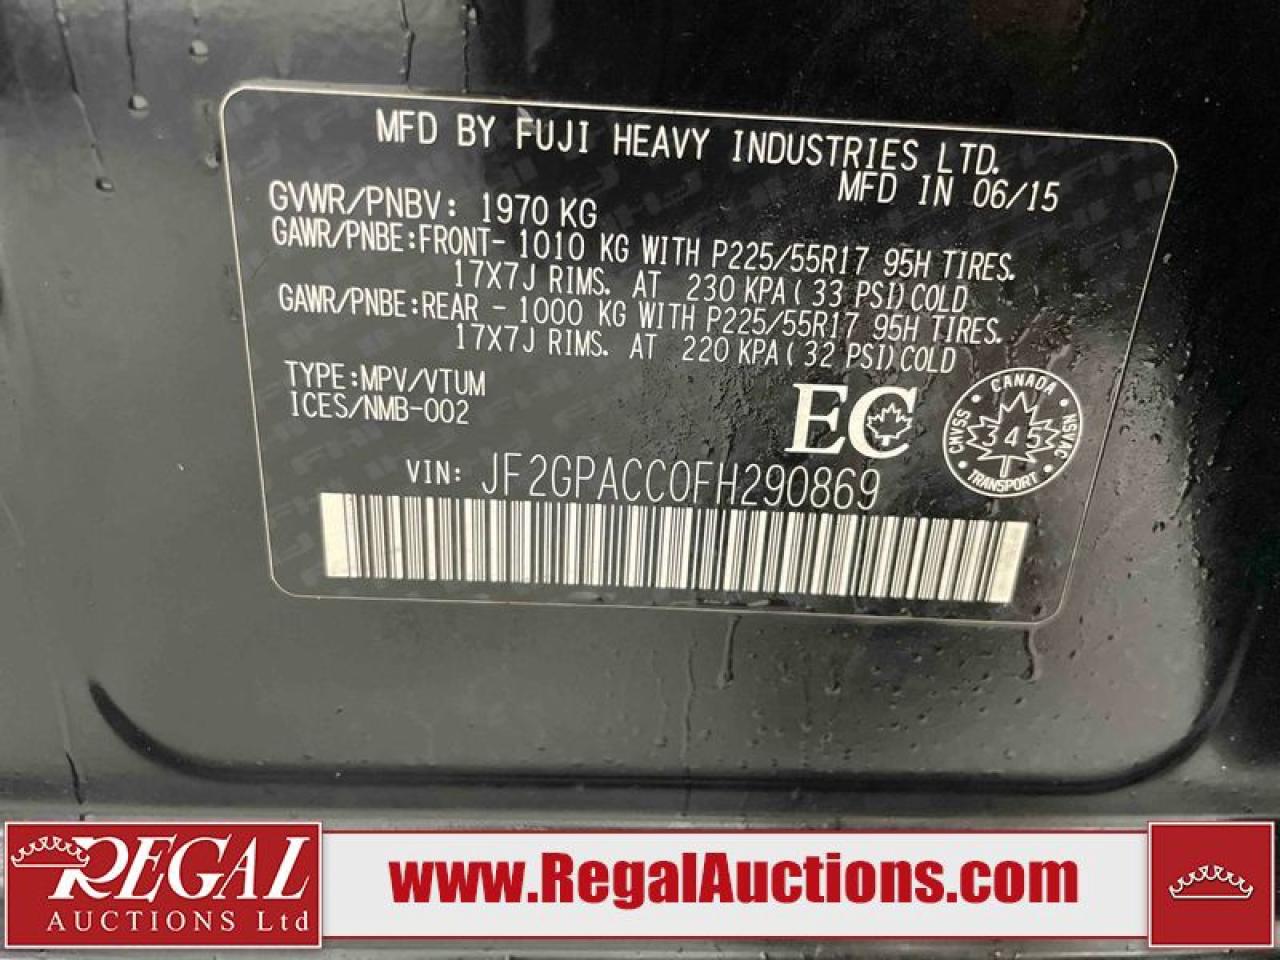 MFD BY FUJI HEAVY INDUSTRIES LTD.
MFD IN 06/15
GVWR/PNBV: 1970 KG
GAWR/PNBE:FRONT- 1010 KG WITH P225/55R17 95H TIRES.
17X7J RIMS. AT 230 KPA( 33 PSI)COLD
GAWR/PNBE:REAR - 1000 KG WITH P225/55R17 95H TIRES.
17X7J RIMS. AT 220 KPA( 32 PSI)COLD
TYPE:MPV/VTUM
ICES/NMB-002
EC
CANADA
CMVSS
345
NSVAC
TRANSPORT
VIN: JF2GPACC0FH290869
REGAL
AUCTIONS Ltd
www.RegalAuctions.com